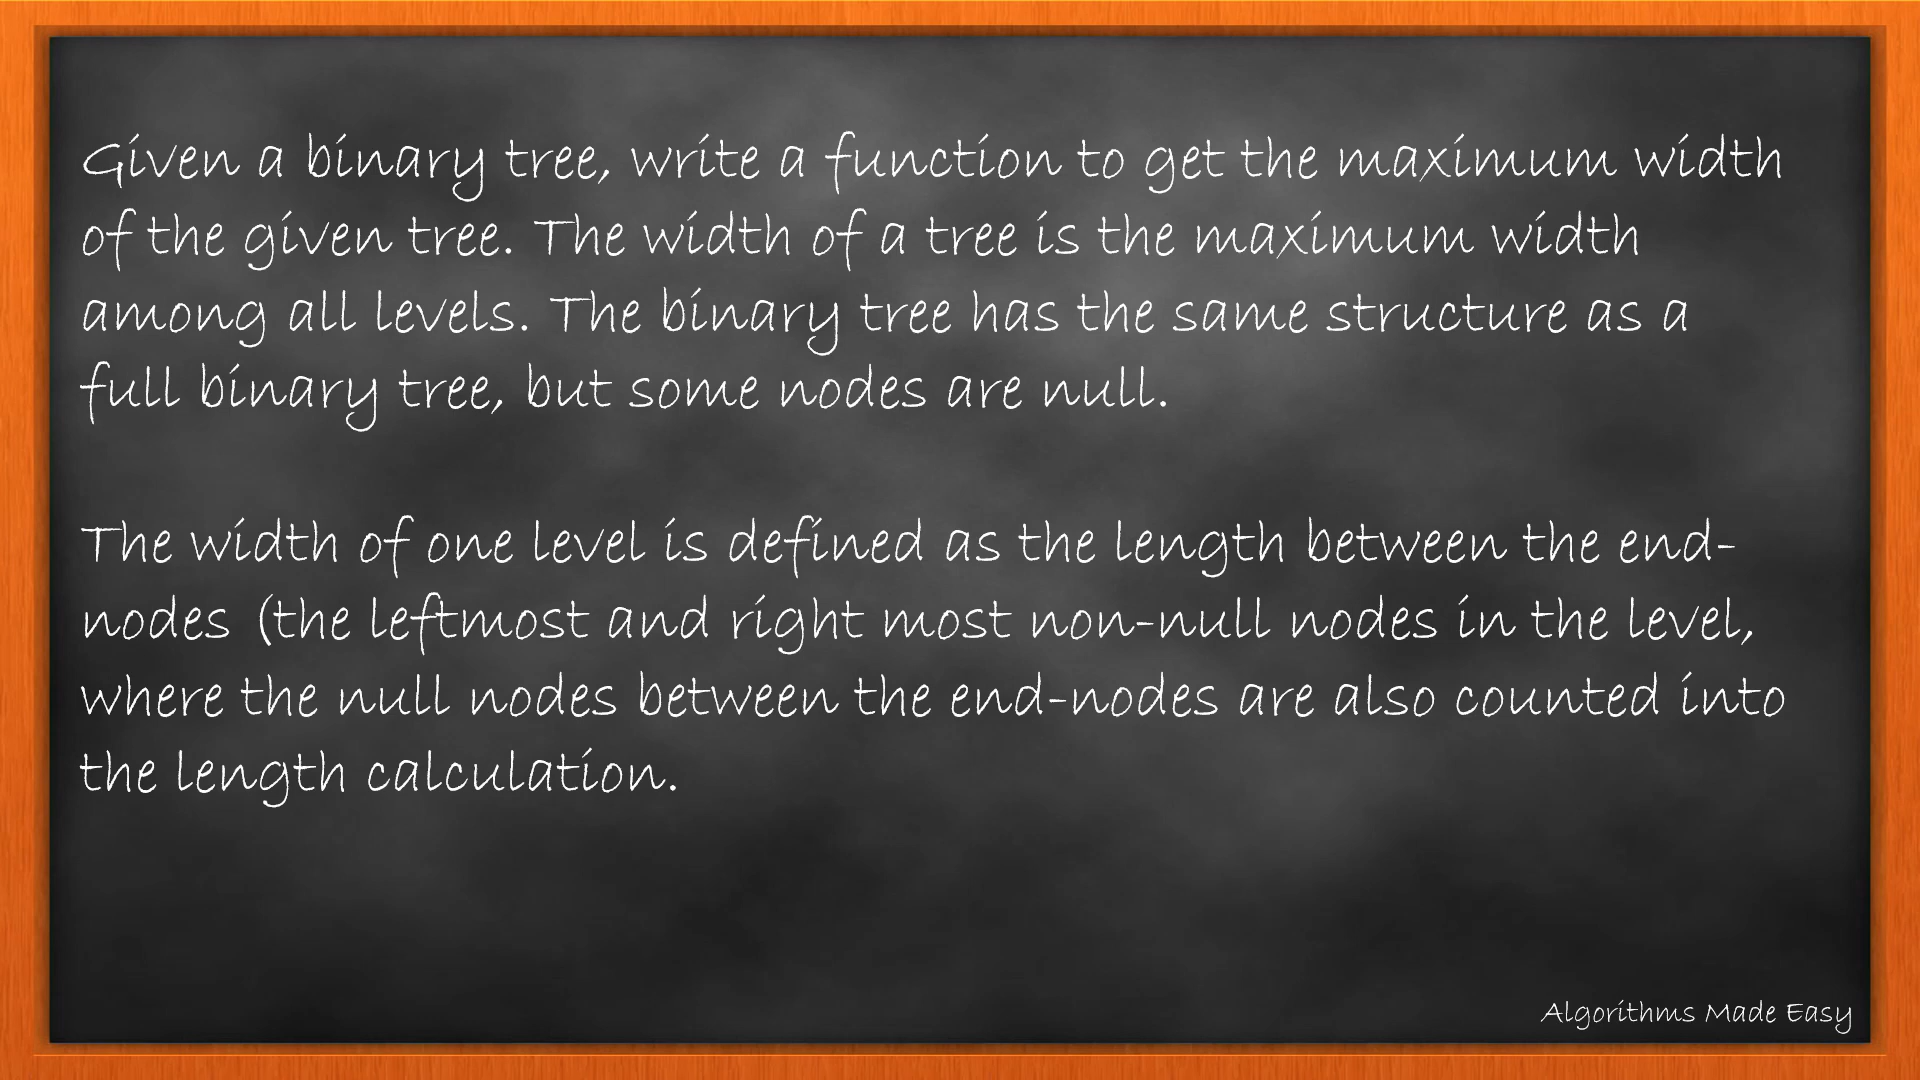 Given a binary tree, write a function to get the maximum width
of the given tree. The width of a tree is the maximum width
among all levels. The binary tree has the same structure as a
full binary tree, but some nodes are null.
The width of one level is defined as the length between the end-
nodes (the leftmost and right most non-null nodes in the level,
where the null nodes between the end-nodes are also counted into
the length calculation.
Algorithms Made Easy